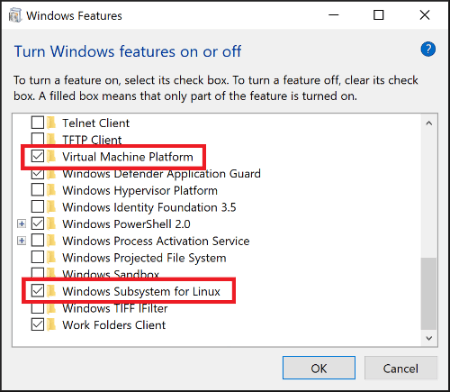 Windows Features
Turn Windows features on or off
?
To turn a feature on, select its check box. To turn a feature off, clear its check
box. A filled box means that only part of the feature is turned on.
Telnet Client
TFTP Client
Virtual Machine Platform
Windows Defender Application Guard
Windows Hypervisor Platform
Windows Identity Foundation 3.5
Windows PowerShell 2.0
Windows Process Activation Service
Windows Projected File System
Windows Sandbox
Windows Subsystem for Linux
Windows TIFF IFilter
Work Folders Client
OK Cancel